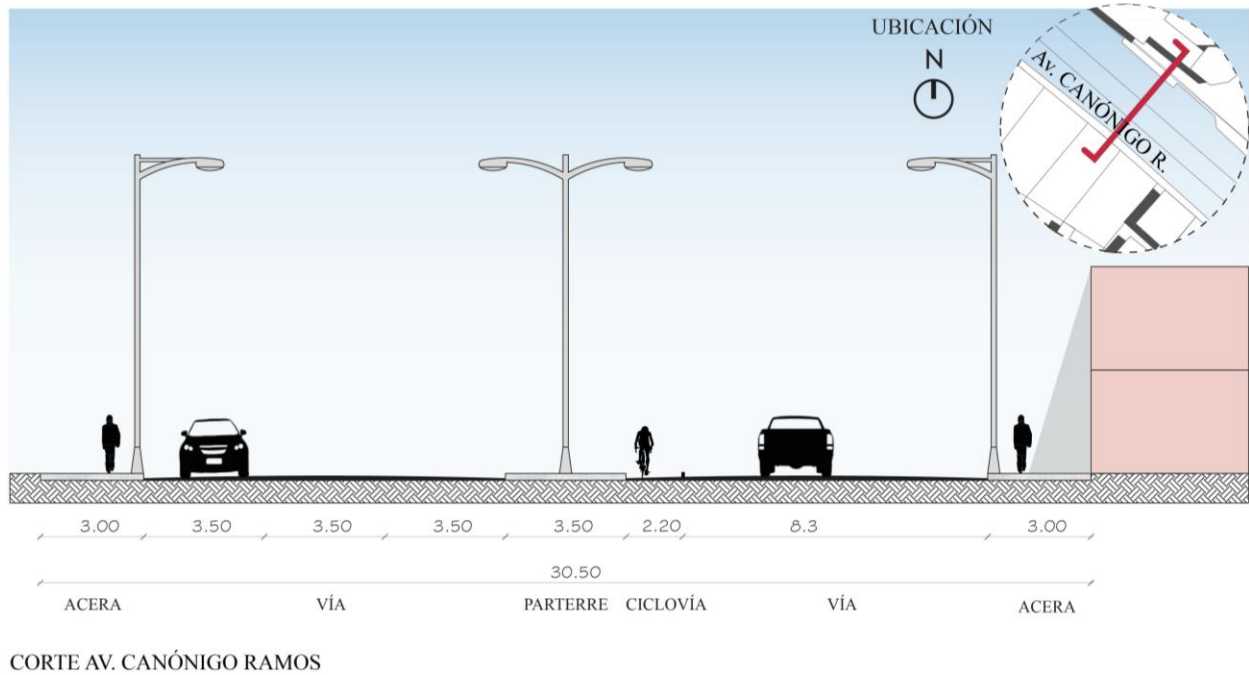 UBICACIÓN
N
Av. CANÓNIGO R.
3.00 3.50 3.50 3.50 3.50 2.20 8.3 3.00
30.50
ACERA VÍA PARTERRE CICLOVÍA VÍA ACERA
CORTE AV. CANÓNIGO RAMOS